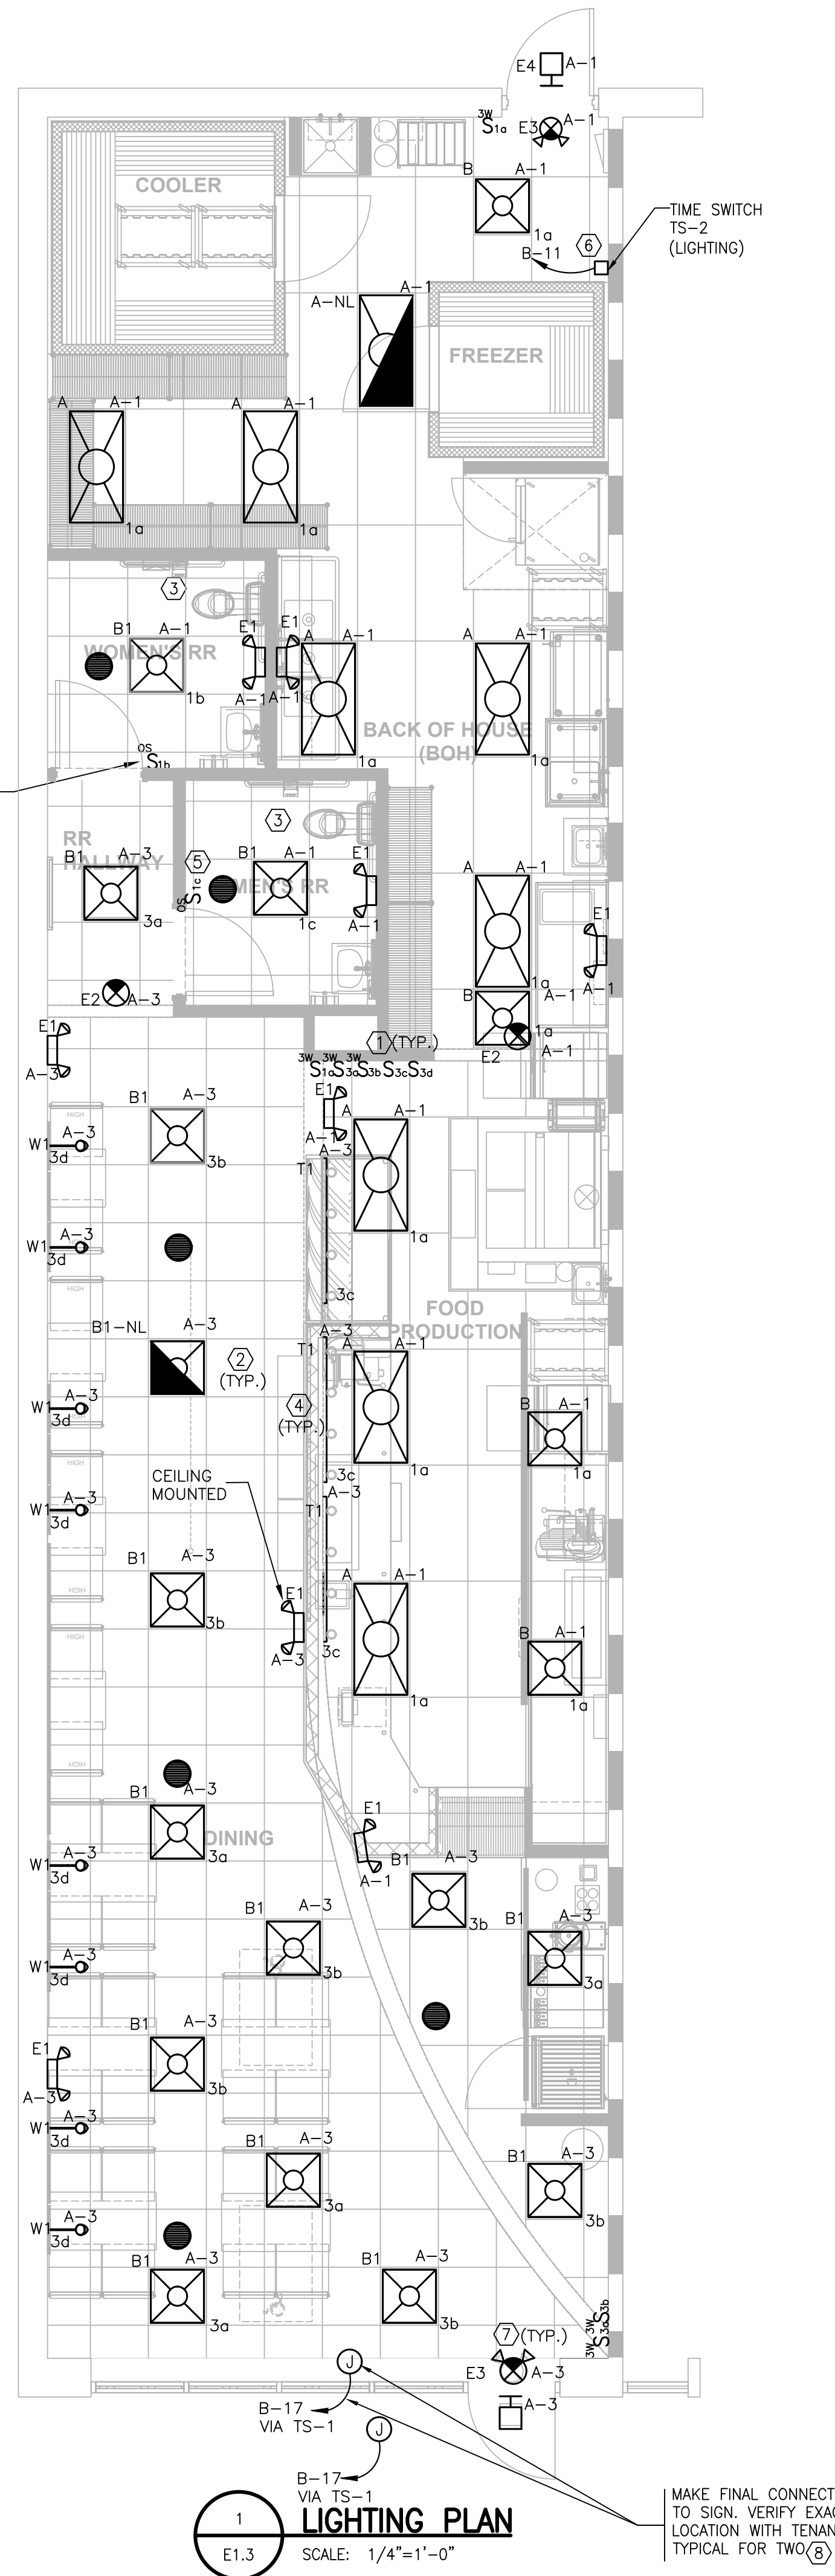 E4 A-1
3W
S1a
E3 A-1
COOLER
B A-1
1a
TIME SWITCH
TS-2
(LIGHTING)
6
B-11
A-NL A-1
FREEZER
A A-1
1a
A A-1
1a
3
B1 A-1
WOMEN'S RR
1b
E1
A-1
E1
A-1
A A-1
1a
A A-1
1a
BACK OF HOUSE
(BOH)
OS
S1b
3
RR
HALLWAY
B1 A-3
3a
5
OS
S1c
B1 A-1
MEN'S RR
1c
E1
A-1
A A-1
1a
E1
A-1
E2 A-3
B A-1
1a
E2 A-1
E1
A-3
1 (TYP.)
3W 3W 3W
S1a S3a S3b S3c S3d
E1
A-1
A A-1
1a
B1 A-3
3b
HIGH
W1 A-3
3d
T1 A-3
3c
W1 A-3
3d
HIGH
FOOD
PRODUCTION
B1-NL A-3
2
(TYP.)
T1 A-3
3c
A A-1
1a
4
(TYP.)
W1 A-3
3d
HIGH
B A-1
1a
CEILING
MOUNTED
T1 A-3
3c
W1 A-3
3d
B1 A-3
3b
HIGH
E1
A-3
A A-1
1a
HIGH
B A-1
1a
HIGH
B1 A-3
3a
DINING
E1
A-1
W1 A-3
3d
B1 A-3
3b
B1 A-3
3b
B1 A-3
3a
W1 A-3
3d
B1 A-3
3b
E1
A-3
W1 A-3
3d
B1 A-3
3a
B1 A-3
3b
W1 A-3
3d
B1 A-3
3a
B1 A-3
3b
3W 3W
S3a S3b
7 (TYP.)
E3 A-3
A-3
J
B-17
VIA TS-1
J
B-17
VIA TS-1
1
E1.3
LIGHTING PLAN
SCALE: 1/4"=1'-0"
MAKE FINAL CONNECT
TO SIGN. VERIFY EXA
LOCATION WITH TENAN
TYPICAL FOR TWO 8